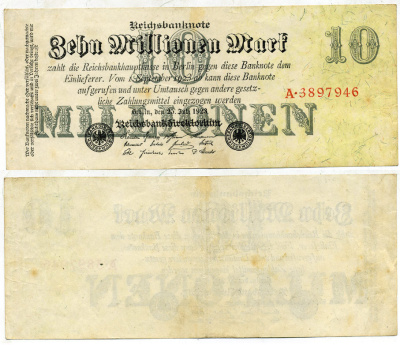 Reichsbanknote
Zehn Millionen Mark
10
10
zahlt die Reichsbankhauptkasse in Berlin gegen diese Banknote dem
Einlieferer. Vom 1. September 1923 ab kann diese Banknote
aufgerufen und unter Umtausch gegen andere gesetz-
liche Zahlungsmittel eingezogen werden
A·3897946
MILLIONEN
Berlin, den 25. Juli 1923
Reichsbankdirektorium